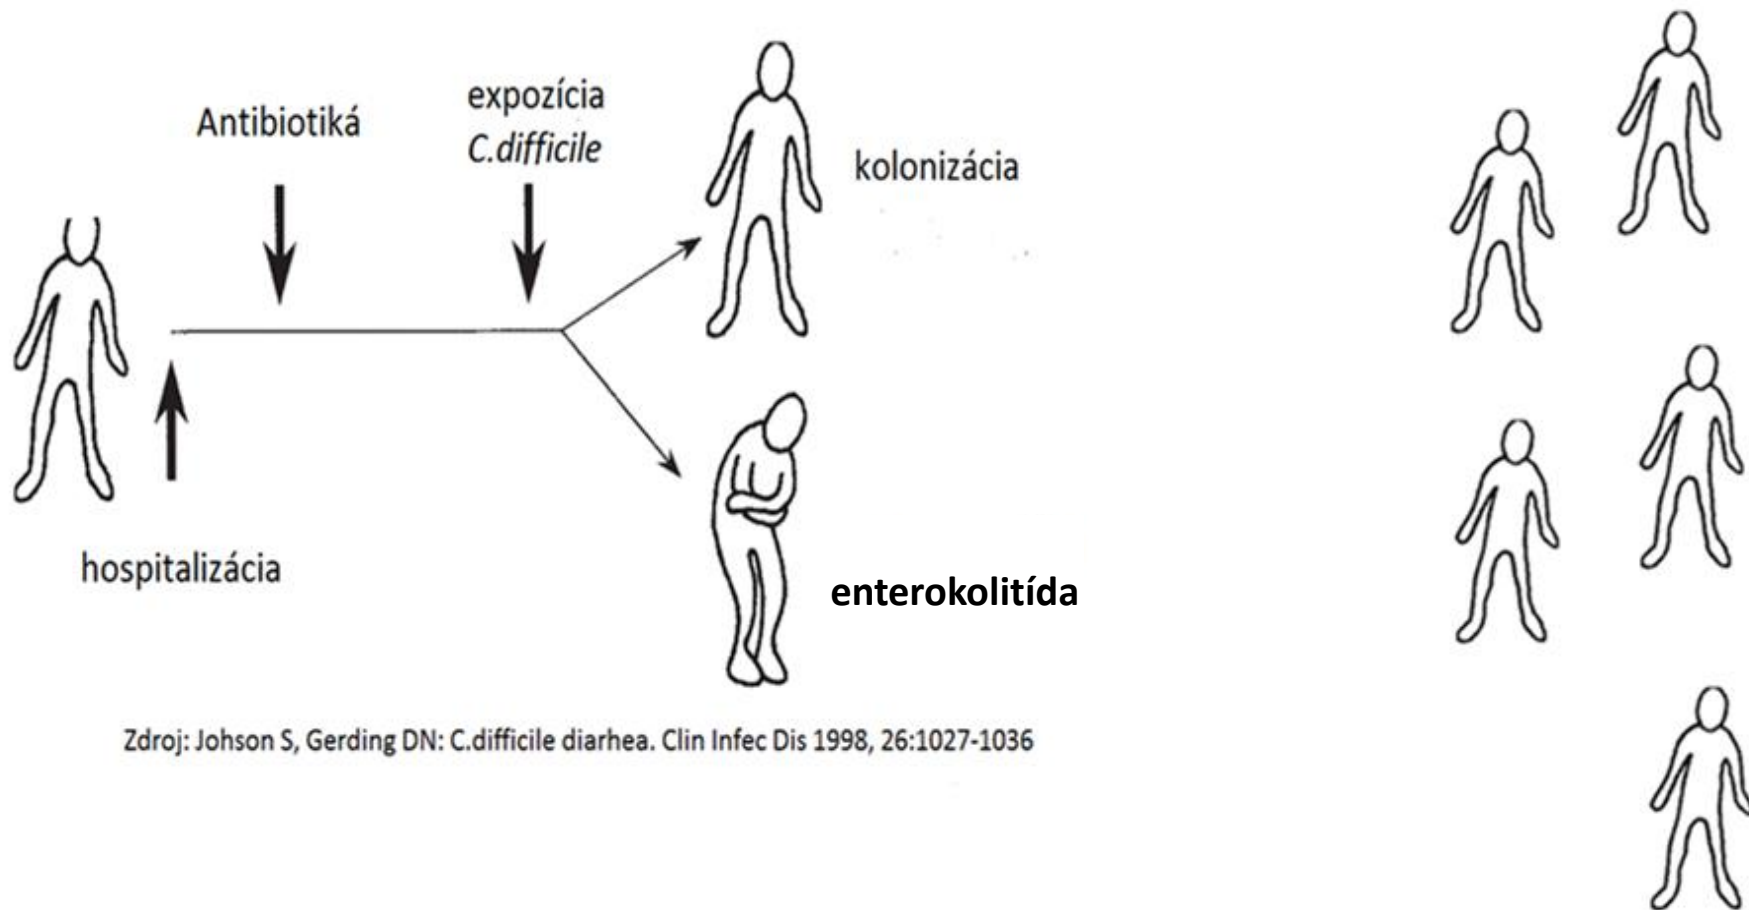 Antibiotiká
expozícia
C.difficile
kolonizácia
hospitalizácia
enterokolitída
Zdroj: Johson S, Gerding DN: C.difficile diarhea. Clin Infec Dis 1998, 26:1027-1036